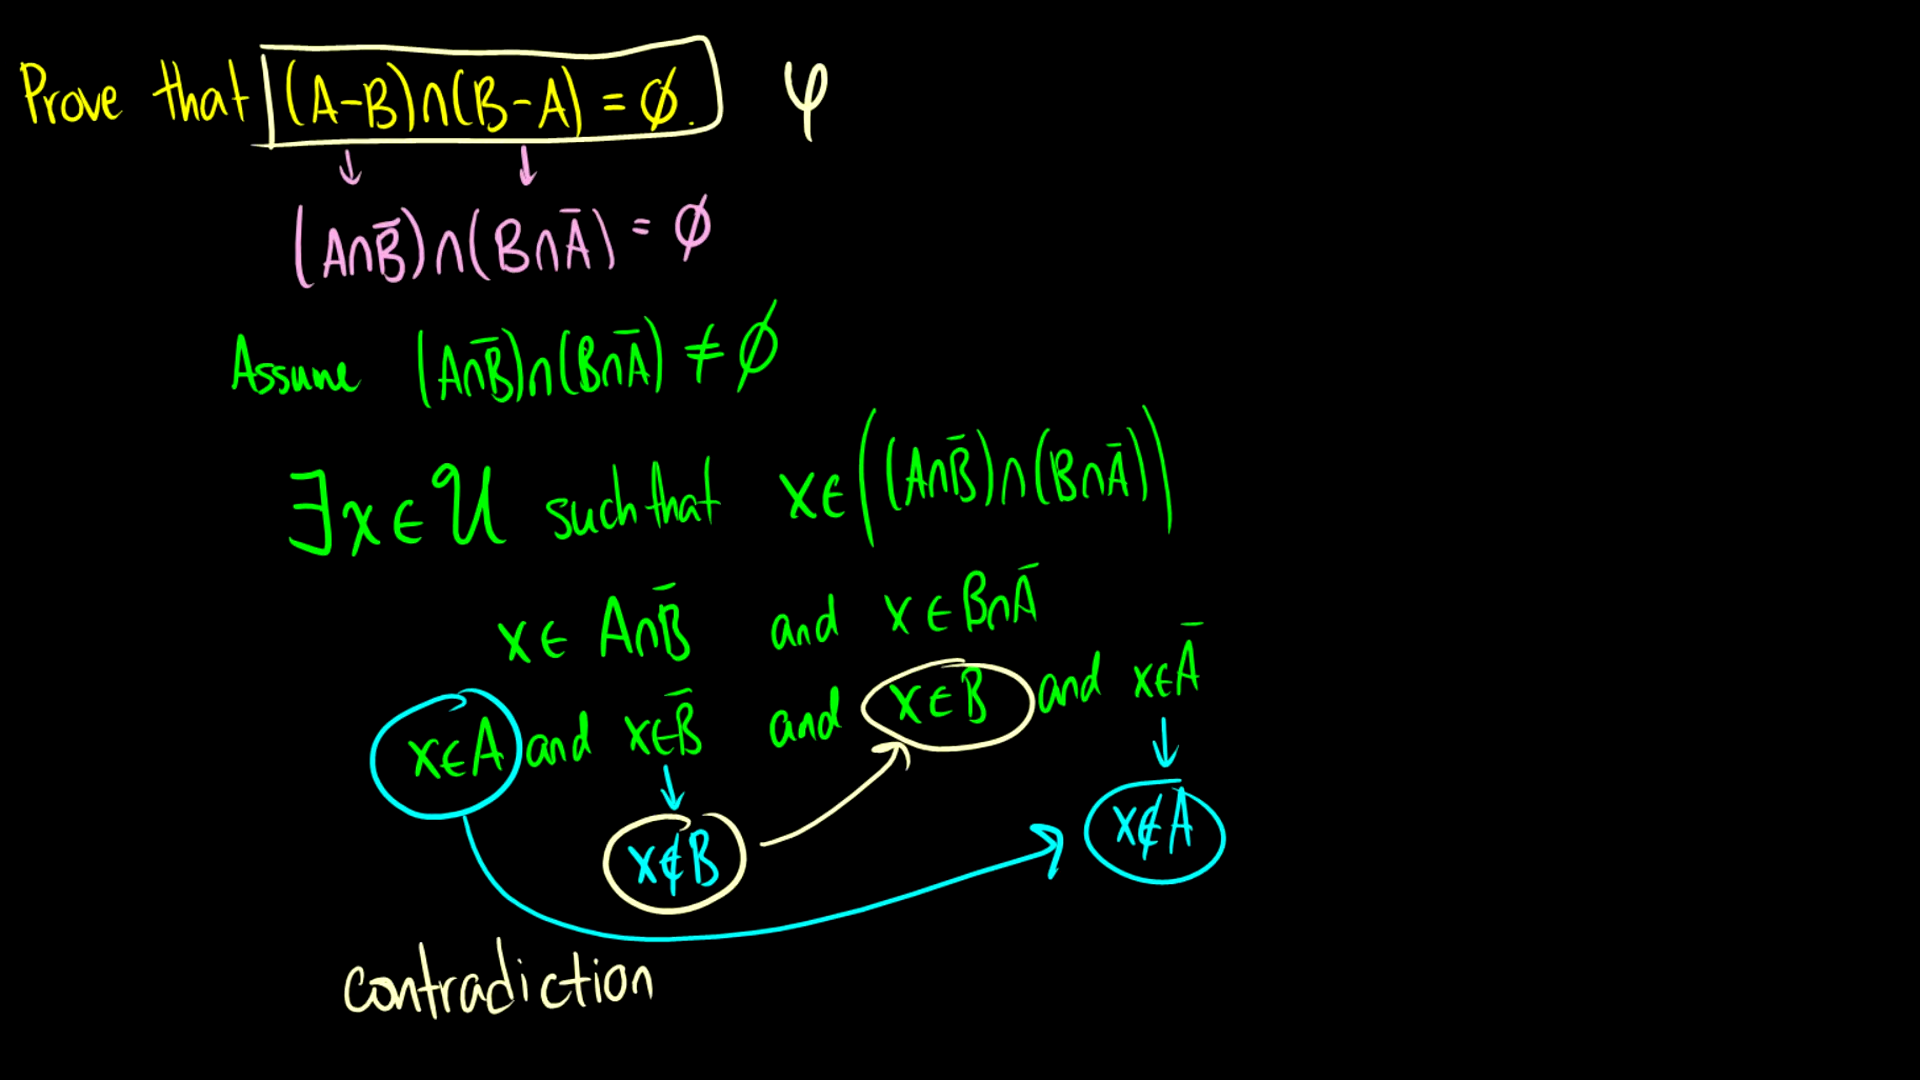 Prove that (A-B)∩(B-A) = ∅. φ
(A∩B̅)∩(B∩A̅) = ∅
Assume (A∩B̅)∩(B∩A̅) ≠ ∅
∃x∈U such that x∈((A∩B̅)∩(B∩A̅))
x∈ A∩B̅ and x∈B∩A̅
x∈A and x∈B̅ and x∈B and x∈A̅
x∉B x∉A
contradiction